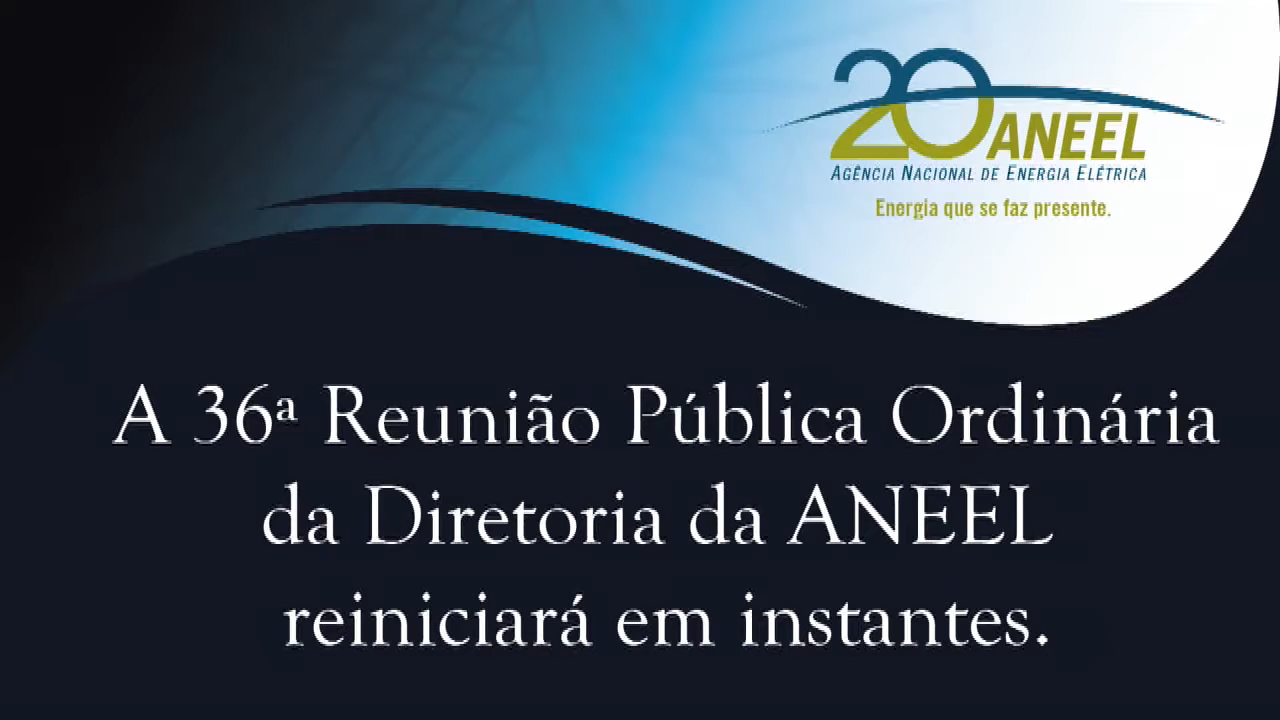 20 ANEEL
AGÊNCIA NACIONAL DE ENERGIA ELÉTRICA
Energia que se faz presente.
A 36ª Reunião Pública Ordinária
da Diretoria da ANEEL
reiniciará em instantes.